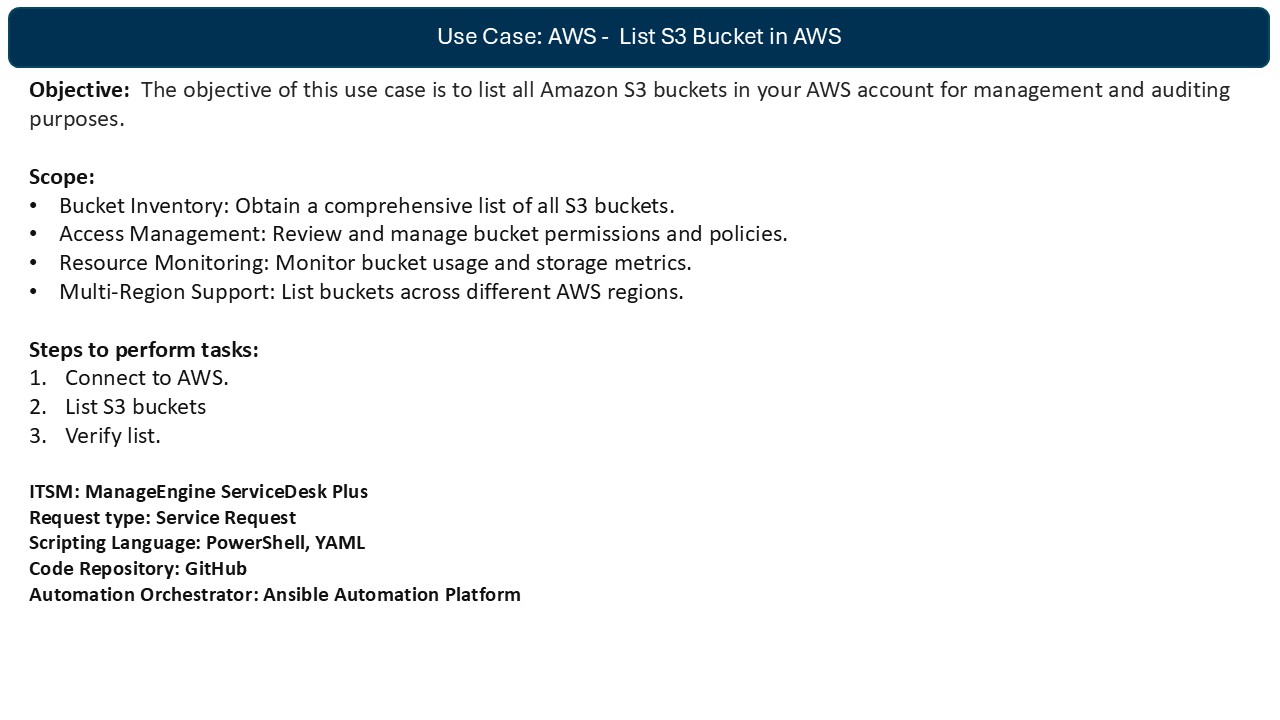 Use Case: AWS -  List S3 Bucket in AWS
Objective:  The objective of this use case is to list all Amazon S3 buckets in your AWS account for management and auditing
purposes.
Scope:
• Bucket Inventory: Obtain a comprehensive list of all S3 buckets.
• Access Management: Review and manage bucket permissions and policies.
• Resource Monitoring: Monitor bucket usage and storage metrics.
• Multi-Region Support: List buckets across different AWS regions.
Steps to perform tasks:
1. Connect to AWS.
2. List S3 buckets
3. Verify list.
ITSM: ManageEngine ServiceDesk Plus
Request type: Service Request
Scripting Language: PowerShell, YAML
Code Repository: GitHub
Automation Orchestrator: Ansible Automation Platform